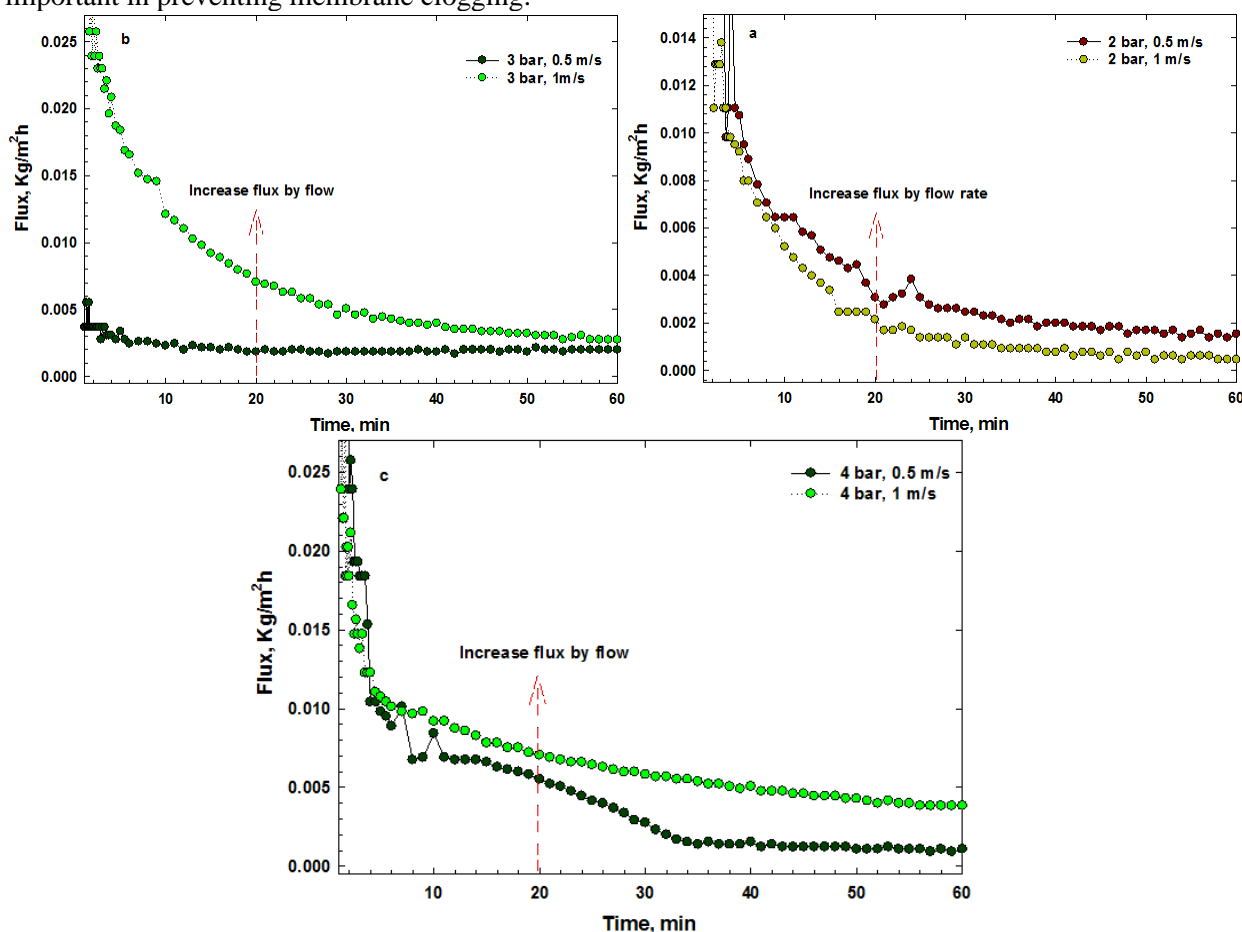 important in preventing membrane clogging.
b
3 bar, 0.5 m/s
3 bar, 1m/s
Increase flux by flow
Flux, Kg/m²h
0.025
0.020
0.015
0.010
0.005
0.000
10
20
30
40
50
60
Time, min
a
2 bar, 0.5 m/s
2 bar, 1 m/s
Increase flux by flow rate
Flux, Kg/m²h
0.014
0.012
0.010
0.008
0.006
0.004
0.002
0.000
10
20
30
40
50
60
Time, min
c
4 bar, 0.5 m/s
4 bar, 1 m/s
Increase flux by flow
Flux, Kg/m²h
0.025
0.020
0.015
0.010
0.005
0.000
10
20
30
40
50
60
Time, min